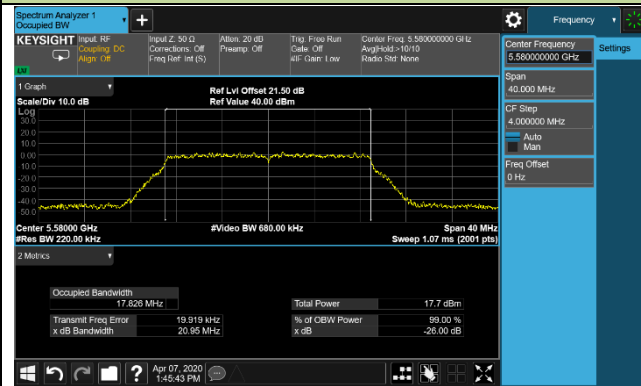 Spectrum Analyzer 1
Occupied BW
Frequency
KEYSIGHT
Input: RF
Coupling: DC
Align: Off
Input Z: 50 Ω
Corrections: Off
Freq Ref: Int (S)
Atten: 20 dB
Preamp: Off
Trig: Free Run
Gate: Off
#IF Gain: Low
Center Freq: 5.580000000 GHz
Avg|Hold:>10/10
Radio Std: None
LXI
Center Frequency
5.580000000 GHz
Settings
Span
40.000 MHz
CF Step
4.000000 MHz
Auto
Man
Freq Offset
0 Hz
1 Graph
Scale/Div 10.0 dB
Ref Lvl Offset 21.50 dB
Ref Value 40.00 dBm
Log
30.0
20.0
10.0
0.00
-10.0
-20.0
-30.0
-40.0
-50.0
Center 5.58000 GHz
#Res BW 220.00 kHz
#Video BW 680.00 kHz
Span 40 MHz
Sweep 1.07 ms (2001 pts)
2 Metrics
Occupied Bandwidth
17.826 MHz
Total Power 17.7 dBm
Transmit Freq Error 19.919 kHz
% of OBW Power 99.00 %
x dB Bandwidth 20.95 MHz
x dB -26.00 dB
?
Apr 07, 2020
1:45:43 PM